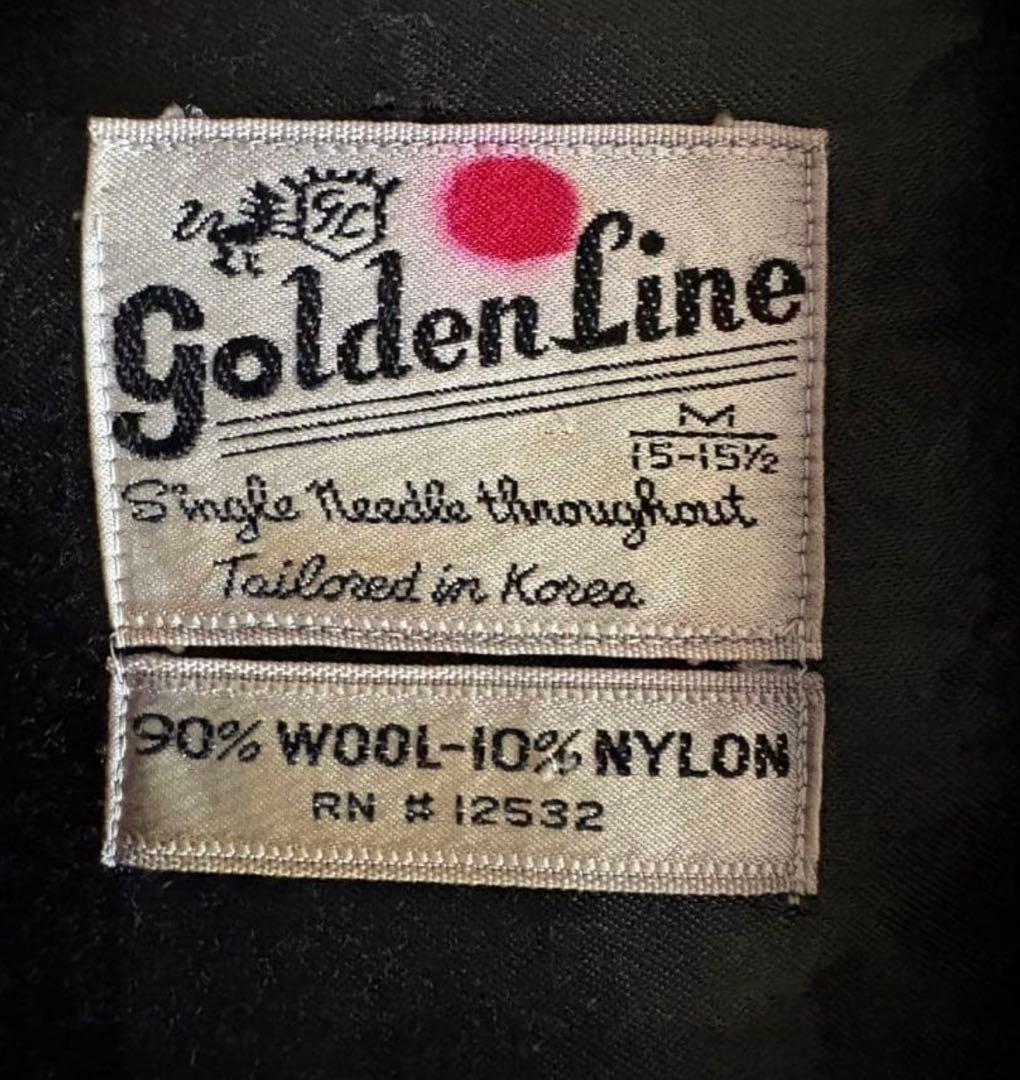 GL
Golden Line
M
15-15½
Single Needle throughout
Tailored in Korea
90% WOOL-10% NYLON
RN # 12532